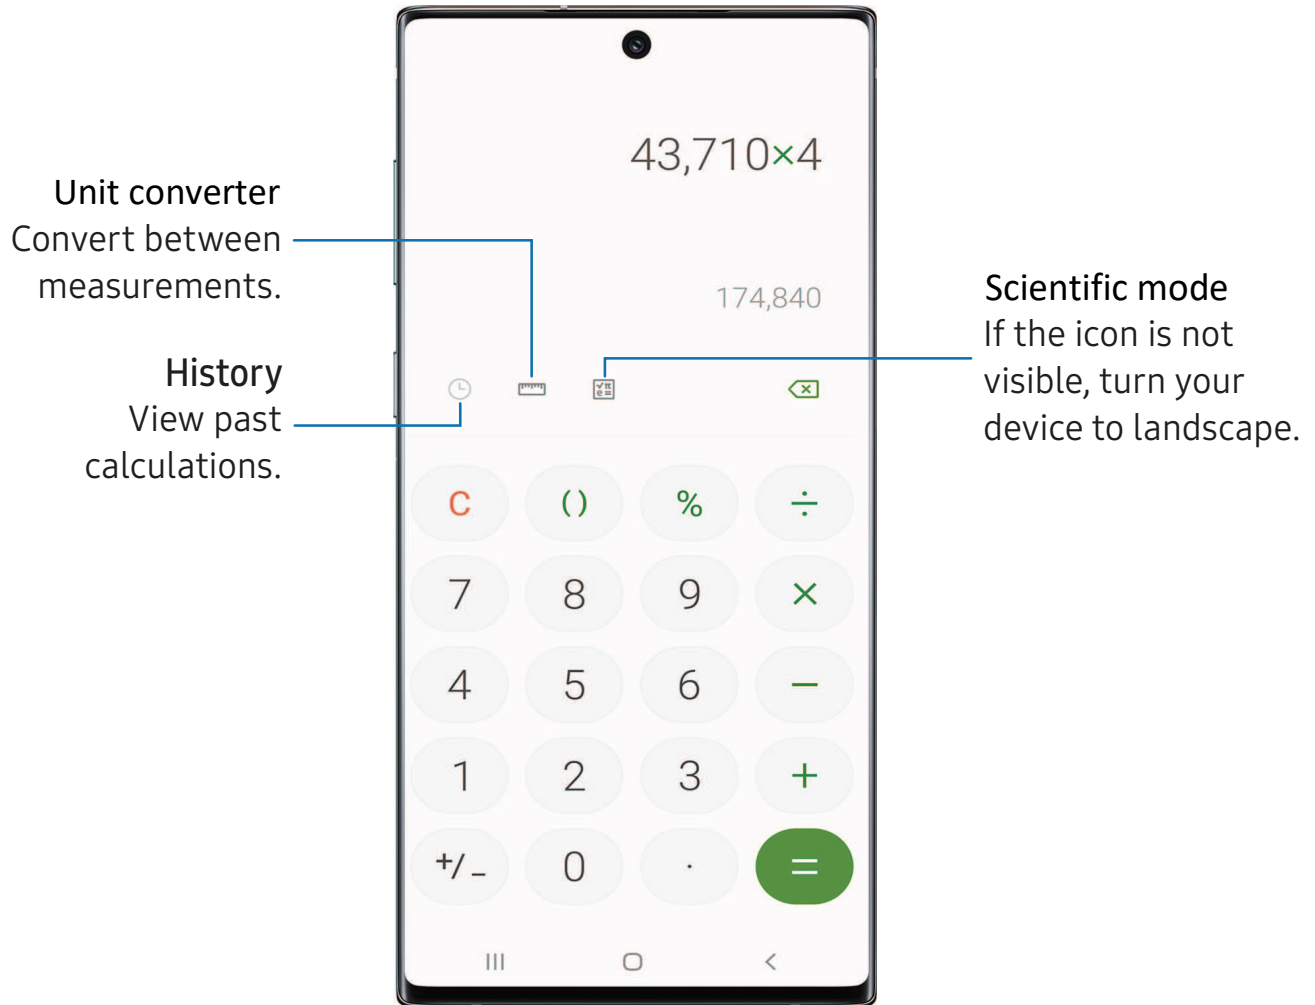 43,710×4
Unit converter
Convert between
measurements.
174,840
Scientific mode
If the icon is not
visible, turn your
device to landscape.
History
View past
calculations.
√π
e=
C
()
%
÷
7
8
9
×
4
5
6
−
1
2
3
+
+/−
0
.
=